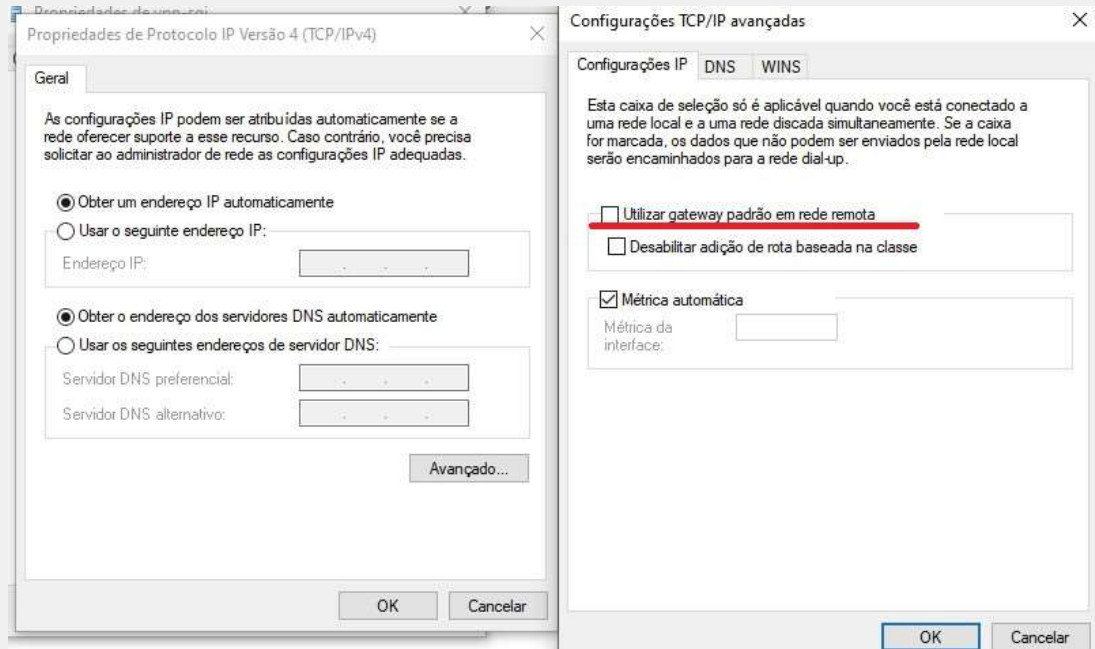 Propriedades de vpn-sgi
Propriedades de Protocolo IP Versão 4 (TCP/IPv4)
Geral
As configurações IP podem ser atribuídas automaticamente se a
rede oferecer suporte a esse recurso. Caso contrário, você precisa
solicitar ao administrador de rede as configurações IP adequadas.
Obter um endereço IP automaticamente
Usar o seguinte endereço IP:
Endereço IP:
Obter o endereço dos servidores DNS automaticamente
Usar os seguintes endereços de servidor DNS:
Servidor DNS preferencial:
Servidor DNS alternativo:
Avançado...
OK
Cancelar
Configurações TCP/IP avançadas
Configurações IP
DNS
WINS
Esta caixa de seleção só é aplicável quando você está conectado a
uma rede local e a uma rede discada simultaneamente. Se a caixa
for marcada, os dados que não podem ser enviados pela rede local
serão encaminhados para a rede dial-up.
Utilizar gateway padrão em rede remota
Desabilitar adição de rota baseada na classe
Métrica automática
Métrica da
interface:
OK
Cancelar